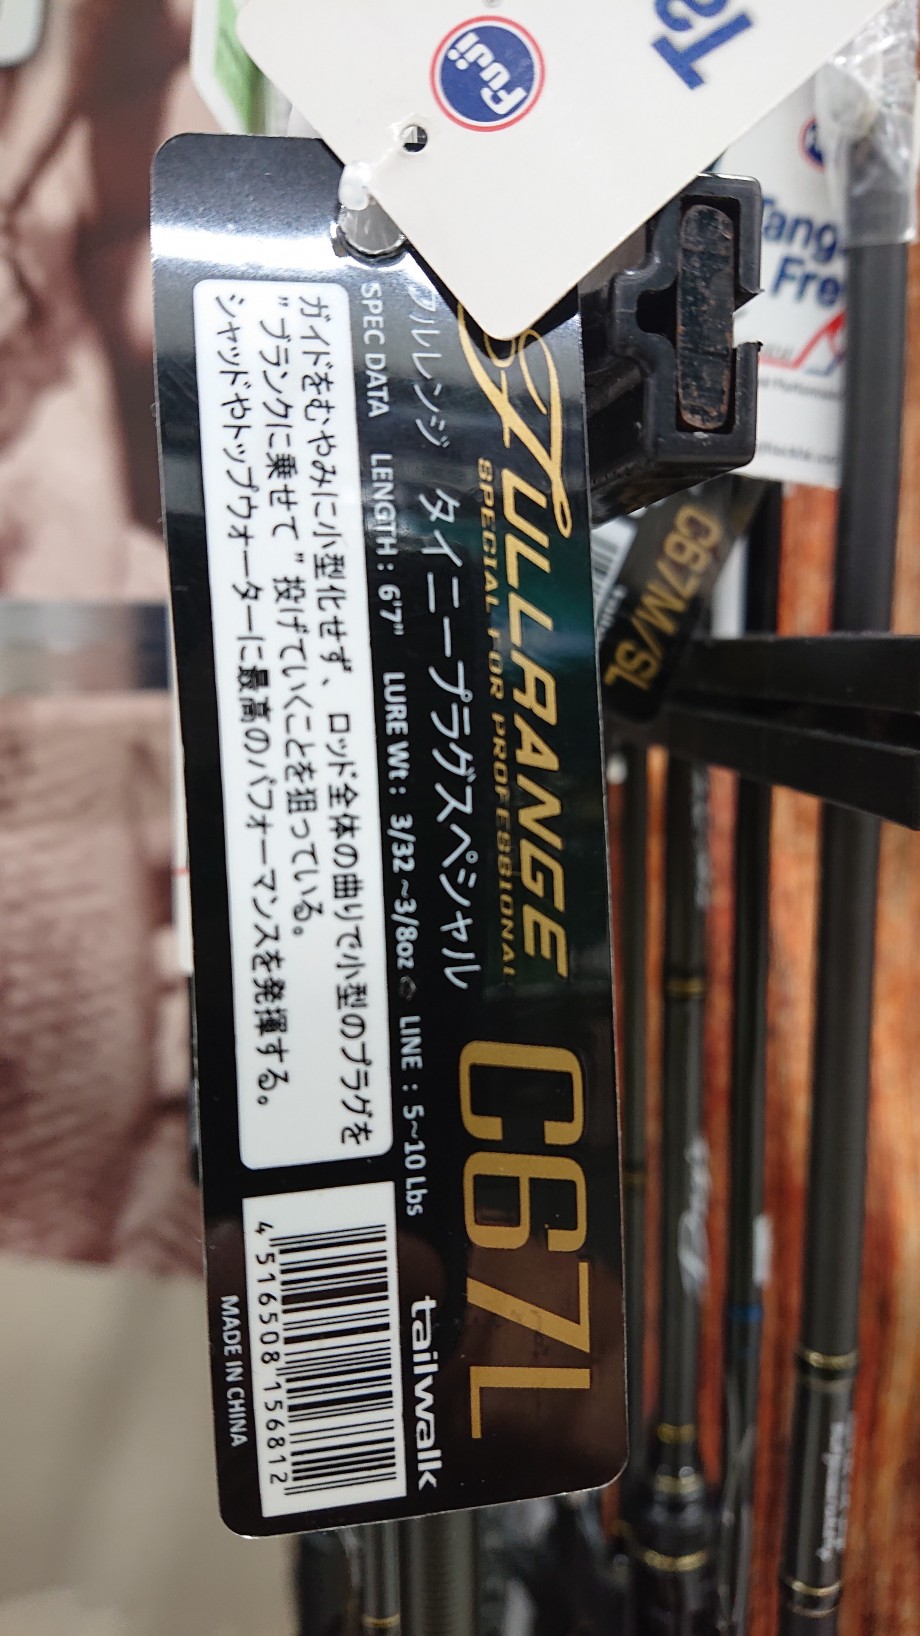 Fuji
FULLRANGE
SPECIAL FOR PROFESSIONAL
C67L
フルレンジ タイニープラグスペシャル
tailwalk
SPEC DATA LENGTH : 6'7" LURE Wt : 3/32 ~3/8oz LINE : 5~10 Lbs
ガイドをむやみに小型化せず、ロッド全体の曲りで小型のプラグを
"ブランクに乗せて"投げていくことを狙っている。
シャッドやトップウォーターに最高のパフォーマンスを発揮する。
4 516508 156812
MADE IN CHINA
C67M/SL